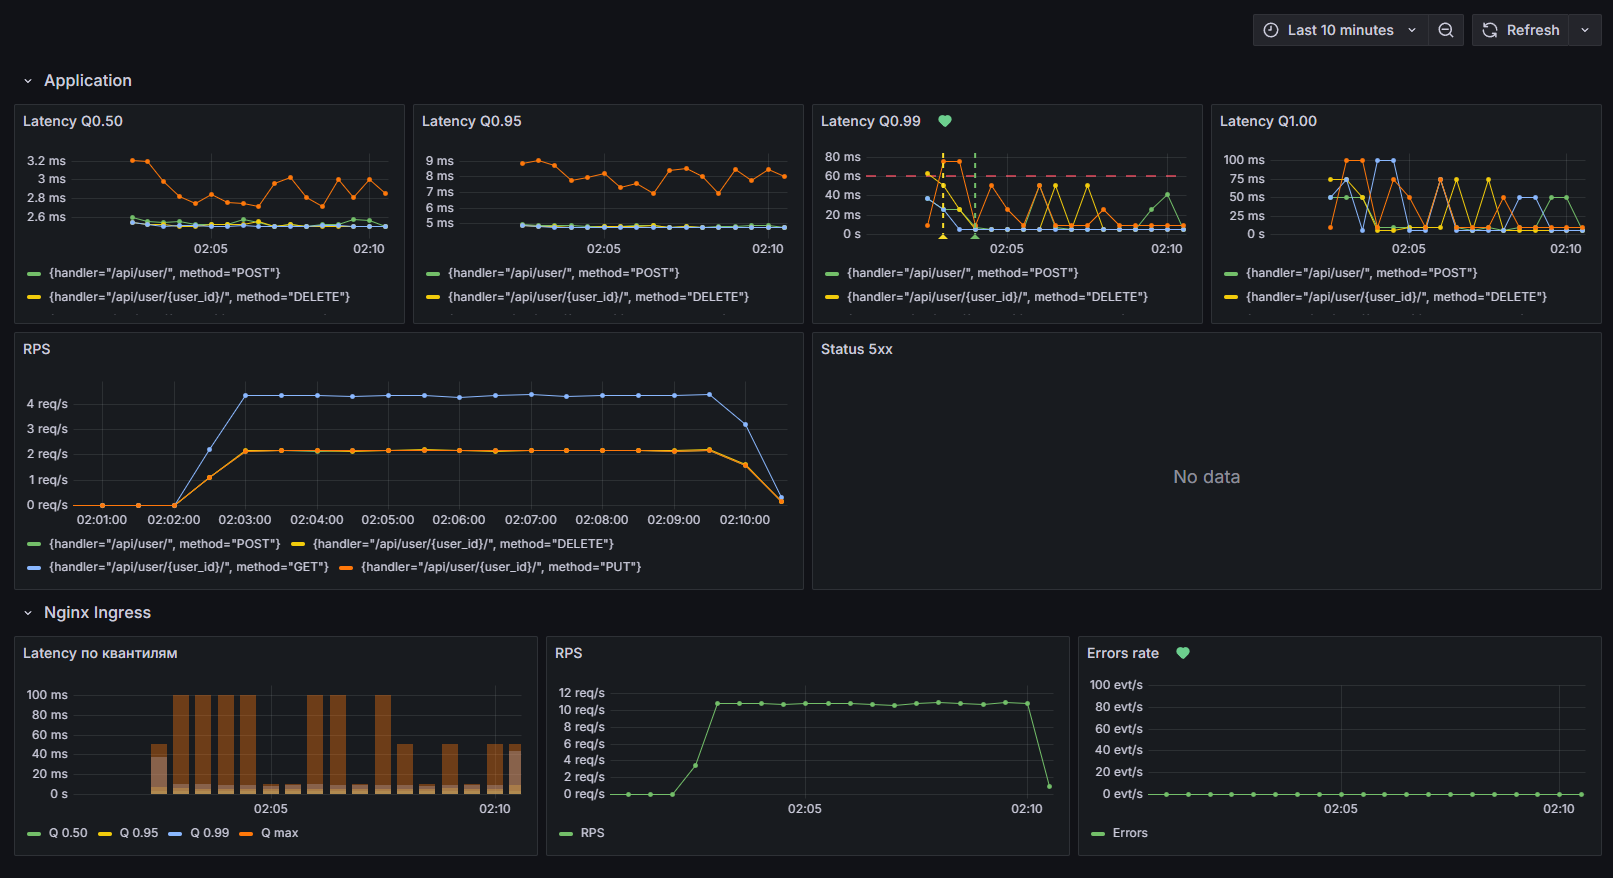 Last 10 minutes
Refresh
Application
Latency Q0.50
3.2 ms
3 ms
2.8 ms
2.6 ms
02:05
02:10
{handler="/api/user/", method="POST"}
{handler="/api/user/{user_id}/", method="DELETE"}
Latency Q0.95
9 ms
8 ms
7 ms
6 ms
5 ms
02:05
02:10
{handler="/api/user/", method="POST"}
{handler="/api/user/{user_id}/", method="DELETE"}
Latency Q0.99
80 ms
60 ms
40 ms
20 ms
0 s
02:05
02:10
{handler="/api/user/", method="POST"}
{handler="/api/user/{user_id}/", method="DELETE"}
Latency Q1.00
100 ms
75 ms
50 ms
25 ms
0 s
02:05
02:10
{handler="/api/user/", method="POST"}
{handler="/api/user/{user_id}/", method="DELETE"}
RPS
4 req/s
3 req/s
2 req/s
1 req/s
0 req/s
02:01:00 02:02:00 02:03:00 02:04:00 02:05:00 02:06:00 02:07:00 02:08:00 02:09:00 02:10:00
{handler="/api/user/", method="POST"} {handler="/api/user/{user_id}/", method="DELETE"}
{handler="/api/user/{user_id}/", method="GET"} {handler="/api/user/{user_id}/", method="PUT"}
Status 5xx
No data
Nginx Ingress
Latency по квантилям
100 ms
80 ms
60 ms
40 ms
20 ms
0 s
02:05
02:10
Q 0.50 Q 0.95 Q 0.99 Q max
RPS
12 req/s
10 req/s
8 req/s
6 req/s
4 req/s
2 req/s
0 req/s
02:05
02:10
RPS
Errors rate
100 evt/s
80 evt/s
60 evt/s
40 evt/s
20 evt/s
0 evt/s
02:05
02:10
Errors